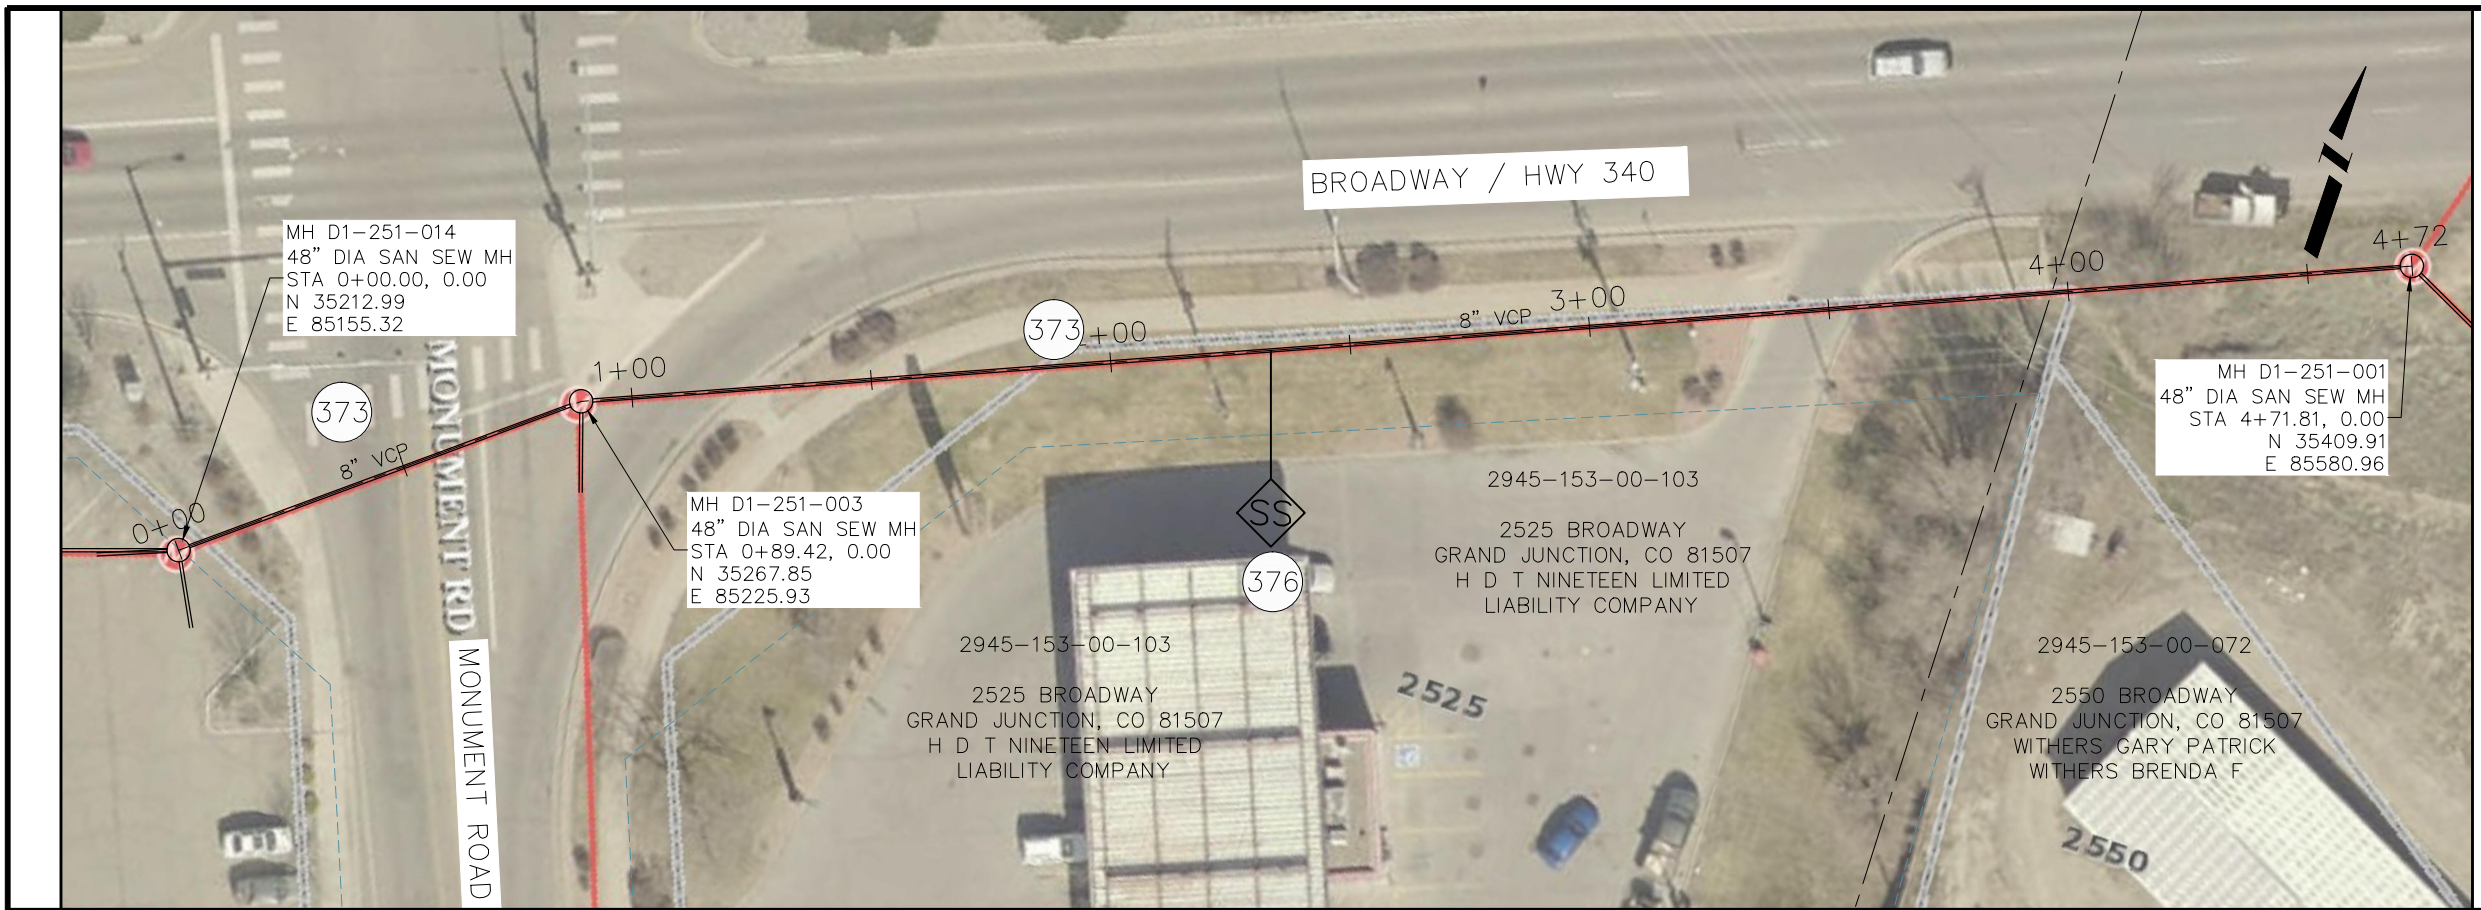 BROADWAY / HWY 340
MH D1-251-014
48" DIA SAN SEW MH
STA 0+00.00, 0.00
N 35212.99
E 85155.32
4+72
4+00
3+00
8" VCP
373
+00
1+00
373
8" VCP
0+00
MONUMENT RD
MH D1-251-001
48" DIA SAN SEW MH
STA 4+71.81, 0.00
N 35409.91
E 85580.96
MH D1-251-003
48" DIA SAN SEW MH
STA 0+89.42, 0.00
N 35267.85
E 85225.93
SS
376
2945-153-00-103
2525 BROADWAY
GRAND JUNCTION, CO 81507
H D T NINETEEN LIMITED
LIABILITY COMPANY
2945-153-00-103
2525 BROADWAY
GRAND JUNCTION, CO 81507
H D T NINETEEN LIMITED
LIABILITY COMPANY
2525
2945-153-00-072
2550 BROADWAY
GRAND JUNCTION, CO 81507
WITHERS GARY PATRICK
WITHERS BRENDA F
2550
MONUMENT ROAD